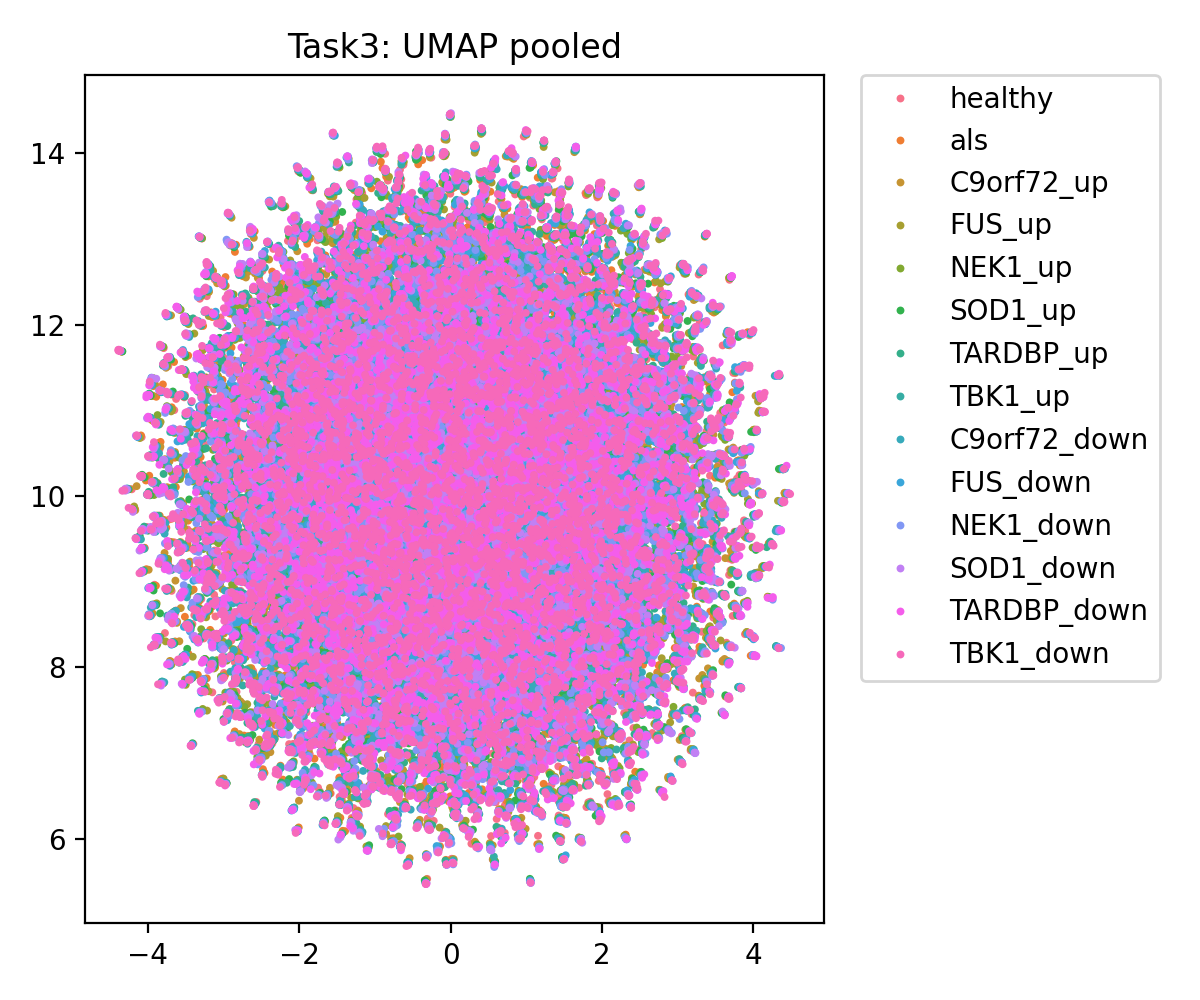 Task3: UMAP pooled
14
12
10
8
6
−4
−2
0
2
4
healthy
als
C9orf72_up
FUS_up
NEK1_up
SOD1_up
TARDBP_up
TBK1_up
C9orf72_down
FUS_down
NEK1_down
SOD1_down
TARDBP_down
TBK1_down